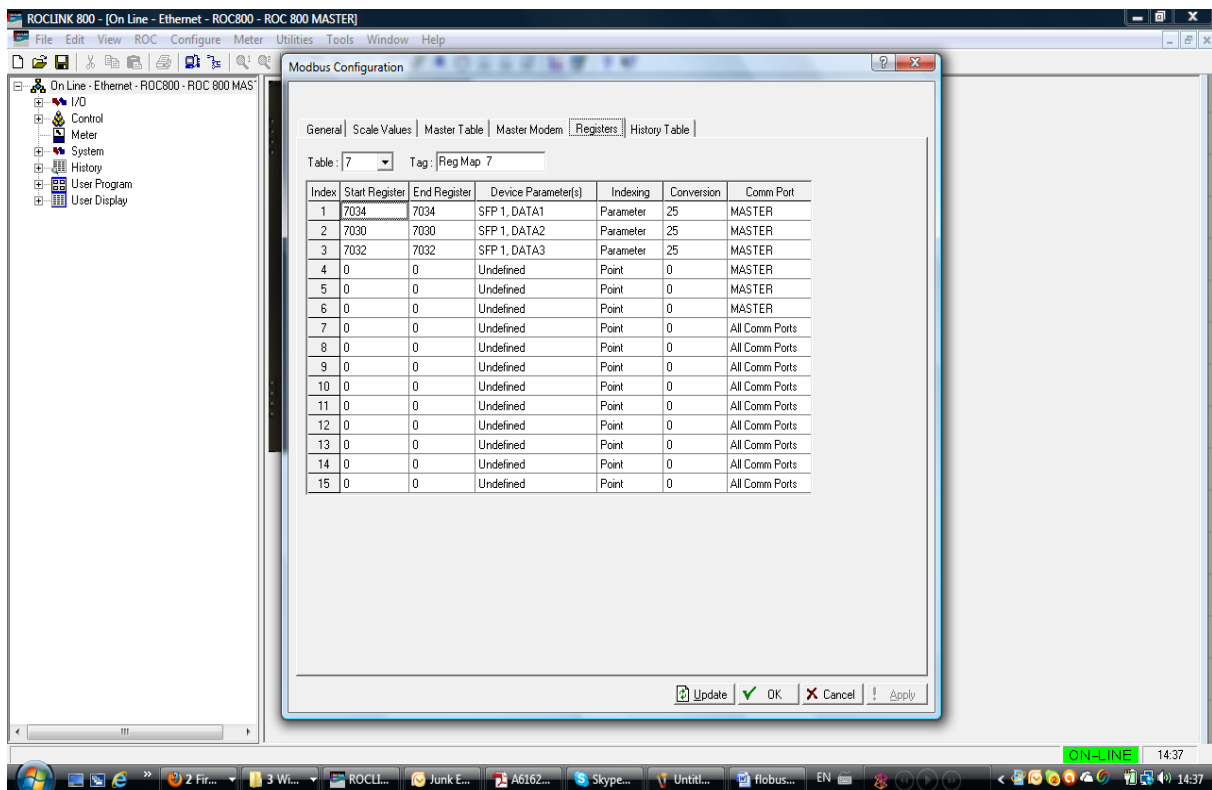 ROCLINK 800 - [On Line - Ethernet - ROC800 - ROC 800 MASTER]
File Edit View ROC Configure Meter Utilities Tools Window Help
Modbus Configuration
On Line - Ethernet - ROC800 - ROC 800 MAS
I/O
Control
Meter
System
History
User Program
User Display
General Scale Values Master Table Master Modem Registers History Table
Table : 7 Tag : Reg Map 7
Index Start Register End Register Device Parameter(s) Indexing Conversion Comm Port
1 7034 7034 SFP 1, DATA1 Parameter 25 MASTER
2 7030 7030 SFP 1, DATA2 Parameter 25 MASTER
3 7032 7032 SFP 1, DATA3 Parameter 25 MASTER
4 0 0 Undefined Point 0 MASTER
5 0 0 Undefined Point 0 MASTER
6 0 0 Undefined Point 0 MASTER
7 0 0 Undefined Point 0 All Comm Ports
8 0 0 Undefined Point 0 All Comm Ports
9 0 0 Undefined Point 0 All Comm Ports
10 0 0 Undefined Point 0 All Comm Ports
11 0 0 Undefined Point 0 All Comm Ports
12 0 0 Undefined Point 0 All Comm Ports
13 0 0 Undefined Point 0 All Comm Ports
14 0 0 Undefined Point 0 All Comm Ports
15 0 0 Undefined Point 0 All Comm Ports
Update OK Cancel Apply
ON-LINE 14:37
2 Fir... 3 Wi... ROCLI... Junk E... A6162... Skype... Untitl... flobus... EN 14:37